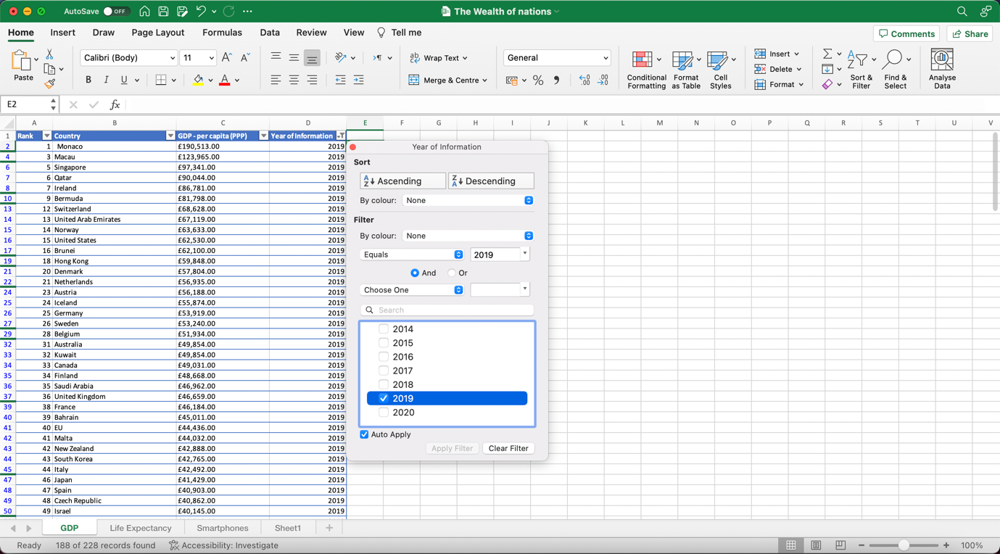 AutoSave OFF The Wealth of nations
Home Insert Draw Page Layout Formulas Data Review View Tell me Comments Share
Paste
Calibri (Body) 11
B I U
Wrap Text
Merge & Centre
General
Conditional Formatting
Format as Table
Cell Styles
Insert
Delete
Format
Sort & Filter
Find & Select
Analyse Data
E2 fx
A B C D E F G H I J K L M N O P Q R S T U V
1 Rank Country GDP - per capita (PPP) Year of Information
2 1 Monaco £190,513.00 2019
4 3 Macau £123,965.00 2019
6 5 Singapore £97,341.00 2019
7 6 Qatar £90,044.00 2019
8 7 Ireland £86,781.00 2019
10 9 Bermuda £81,798.00 2019
13 12 Switzerland £68,628.00 2019
14 13 United Arab Emirates £67,119.00 2019
15 14 Norway £63,633.00 2019
16 15 United States £62,530.00 2019
17 16 Brunei £62,100.00 2019
19 18 Hong Kong £59,848.00 2019
21 20 Denmark £57,804.00 2019
22 21 Netherlands £56,935.00 2019
24 23 Austria £56,188.00 2019
25 24 Iceland £55,874.00 2019
26 25 Germany £53,919.00 2019
27 26 Sweden £53,240.00 2019
29 28 Belgium £51,934.00 2019
32 31 Australia £49,854.00 2019
33 32 Kuwait £49,854.00 2019
34 33 Canada £49,031.00 2019
35 34 Finland £48,668.00 2019
36 35 Saudi Arabia £46,962.00 2019
37 36 United Kingdom £46,659.00 2019
39 38 France £46,184.00 2019
40 39 Bahrain £45,011.00 2019
41 40 EU £44,436.00 2019
42 41 Malta £44,032.00 2019
43 42 New Zealand £42,888.00 2019
44 43 South Korea £42,765.00 2019
45 44 Italy £42,492.00 2019
47 46 Japan £41,429.00 2019
48 47 Spain £40,903.00 2019
49 48 Czech Republic £40,862.00 2019
50 49 Israel £40,145.00 2019
Year of Information
Sort
Ascending Descending
By colour: None
Filter
By colour: None
Equals 2019
And Or
Choose One
Search
2014
2015
2016
2017
2018
2019
2020
Auto Apply
Apply Filter Clear Filter
GDP Life Expectancy Smartphones Sheet1
Ready 188 of 228 records found Accessibility: Investigate 100%